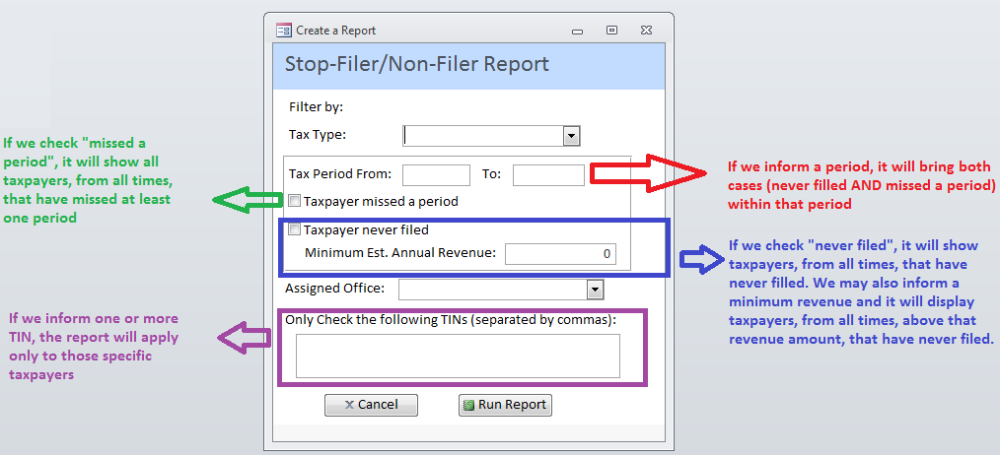 Create a Report
Stop-Filer/Non-Filer Report
Filter by:
Tax Type:
Tax Period From:
To:
Taxpayer missed a period
Taxpayer never filed
Minimum Est. Annual Revenue:
0
Assigned Office:
Only Check the following TINs (separated by commas):
Cancel
Run Report
If we check "missed
a period", it will show all
taxpayers, from all times,
that have missed at least
one period
If we inform one or more
TIN, the report will apply
only to those specific
taxpayers
If we inform a period, it will bring both
cases (never filled AND missed a period)
within that period
If we check "never filed", it will show
taxpayers, from all times, that have
never filled. We may also inform a
minimum revenue and it will display
taxpayers, from all times, above that
revenue amount, that have never filed.